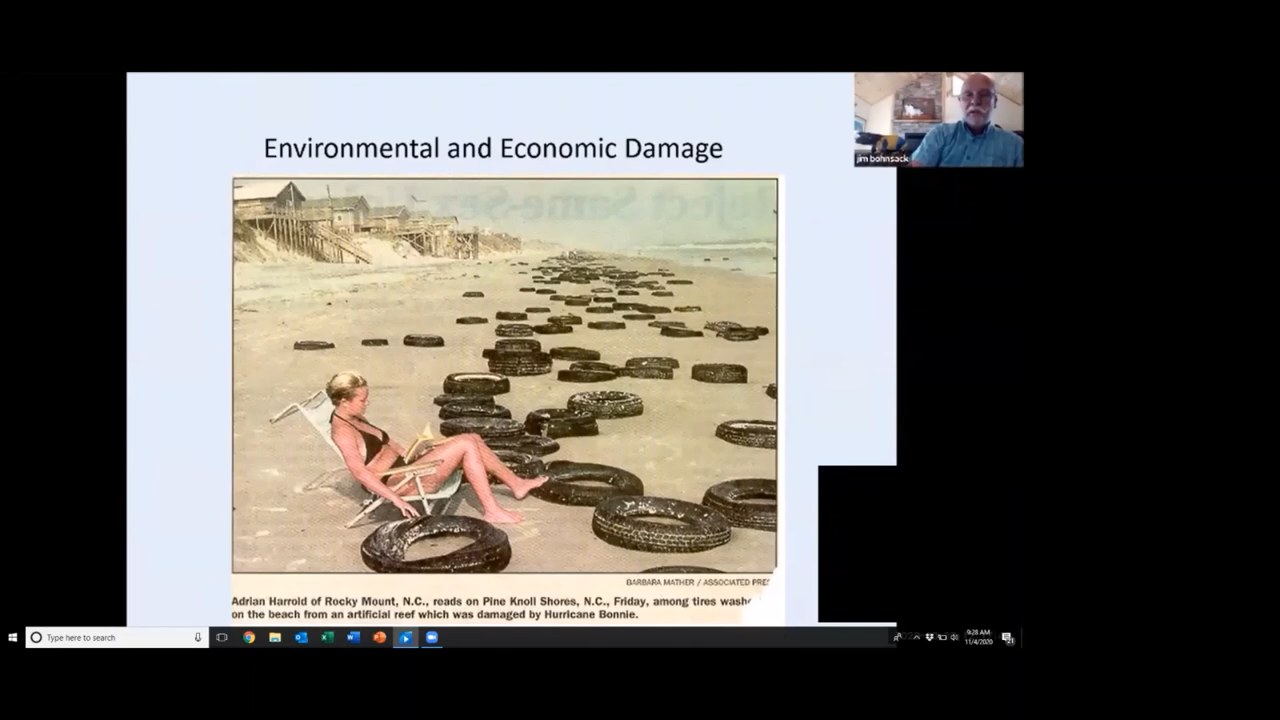 Environmental and Economic Damage
jim bohnsack
BARBARA MATHER / ASSOCIATED PRES
Adrian Harrold of Rocky Mount, N.C., reads on Pine Knoll Shores, N.C., Friday, among tires wash
on the beach from an artificial reef which was damaged by Hurricane Bonnie.
Type here to search
9:28 AM
11/4/2020